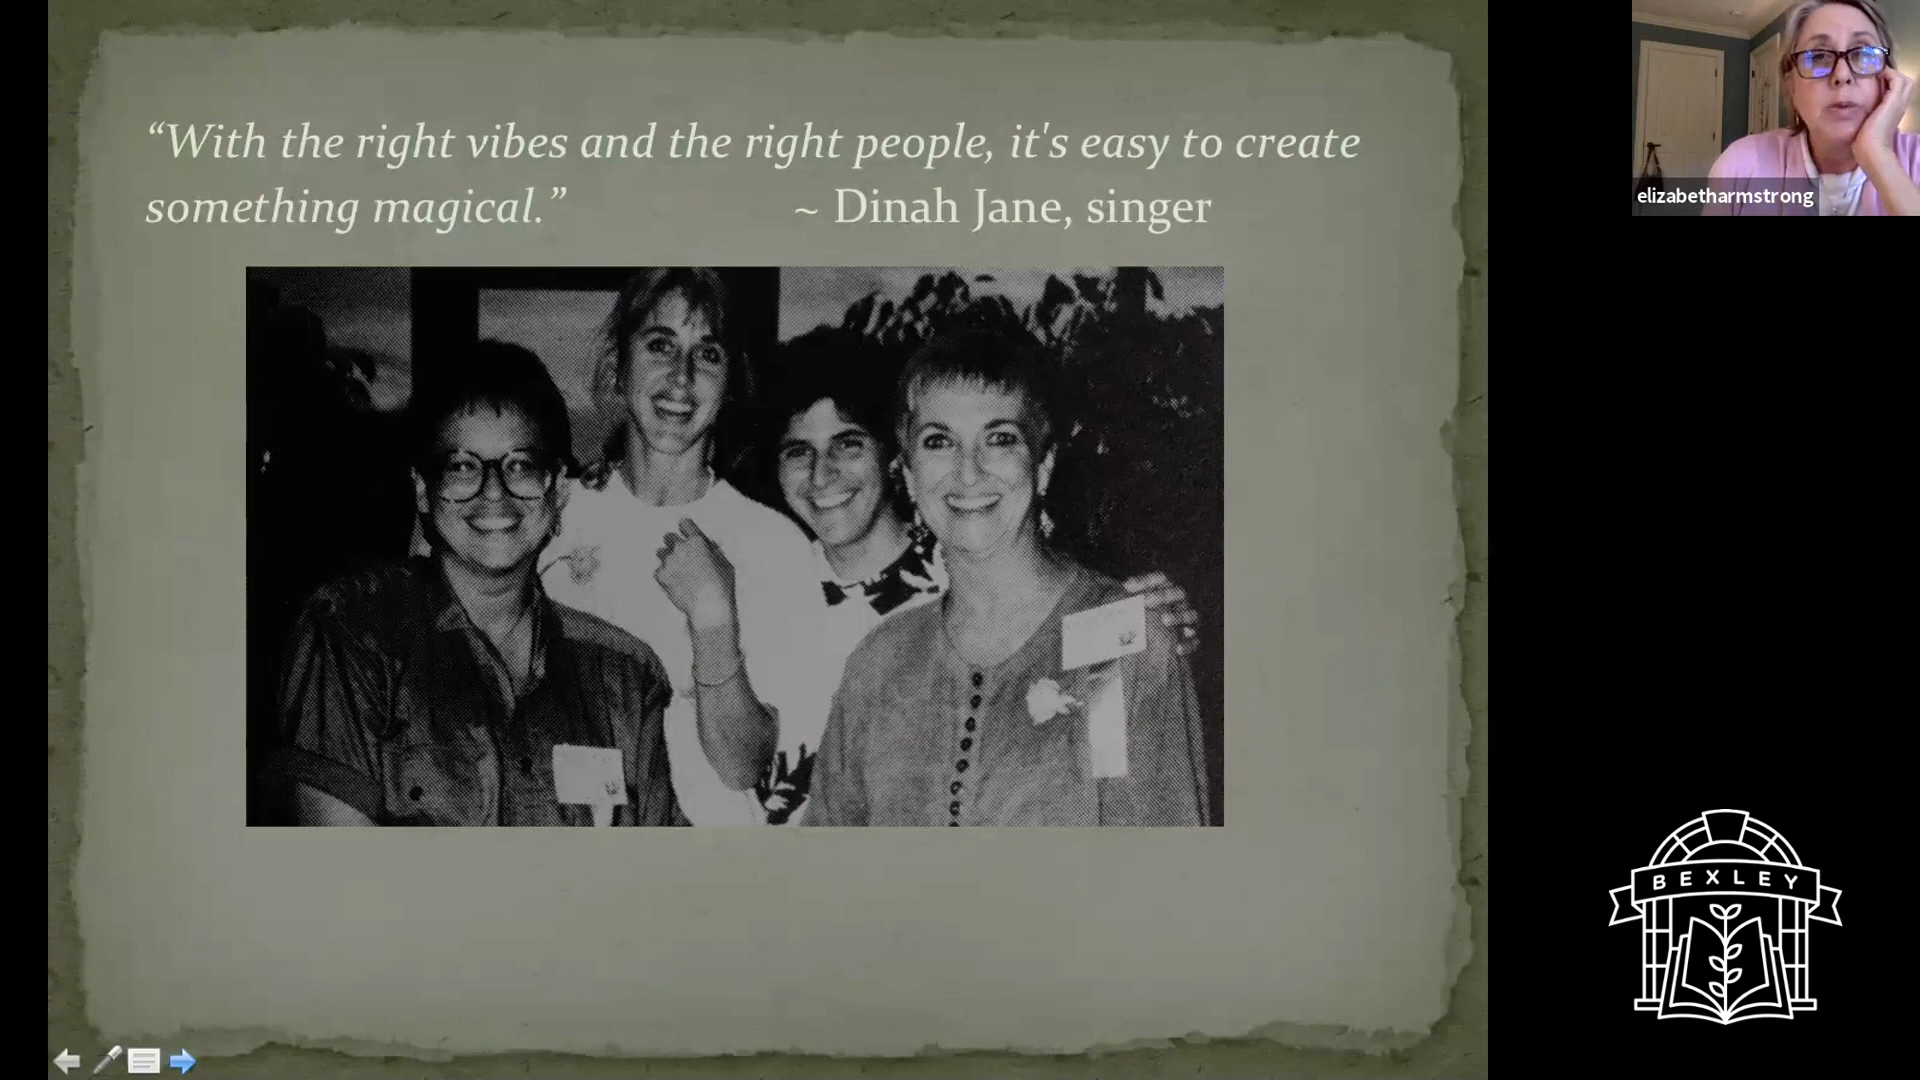 “With the right vibes and the right people, it's easy to create
something magical.” ~ Dinah Jane, singer
elizabetharmstrong
BEXLEY